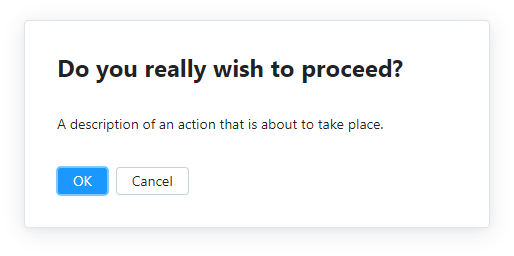 Do you really wish to proceed?
A description of an action that is about to take place.
OK Cancel